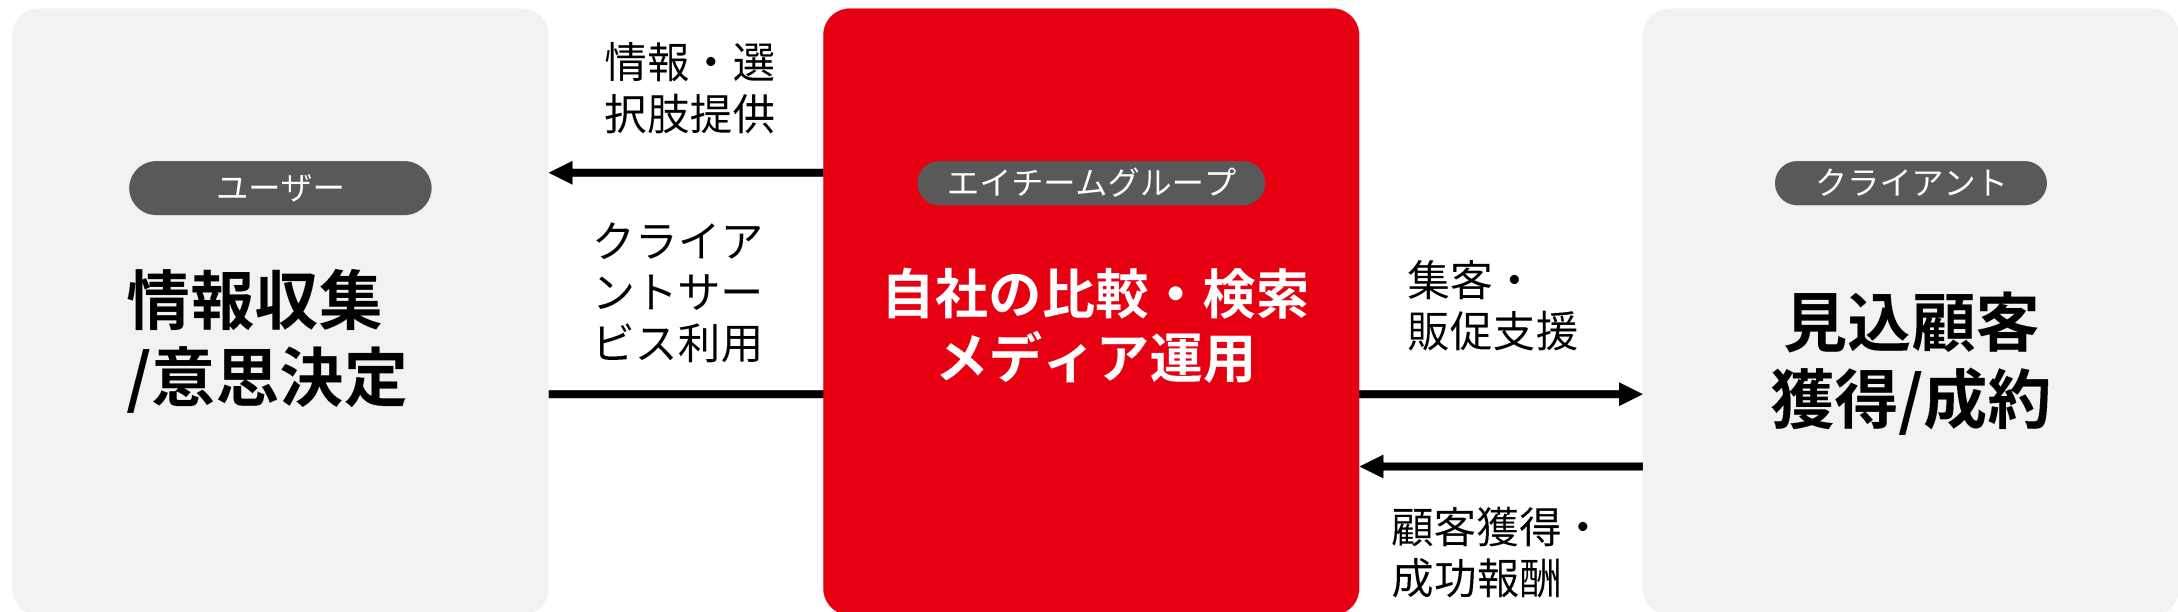 ユーザー
情報収集
/意思決定
情報・選
択肢提供
クライア
ントサー
ビス利用
エイチームグループ
自社の比較・検索
メディア運用
集客・
販促支援
顧客獲得・
成功報酬
クライアント
見込顧客
獲得/成約